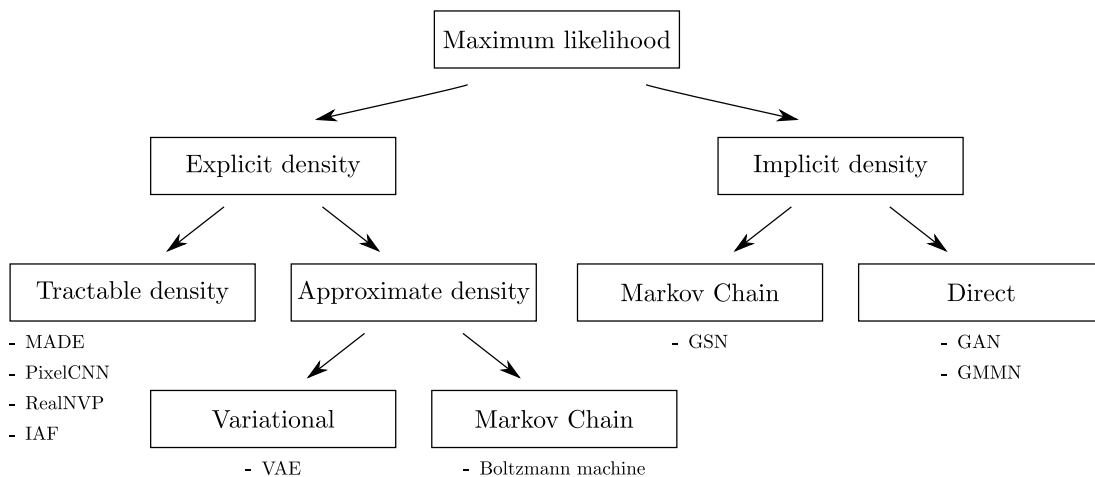 Maximum likelihood
Explicit density
Implicit density
Tractable density
Approximate density
Markov Chain
Direct
- MADE
- PixelCNN
- RealNVP
- IAF
- GSN
- GAN
- GMMN
Variational
Markov Chain
- VAE
- Boltzmann machine